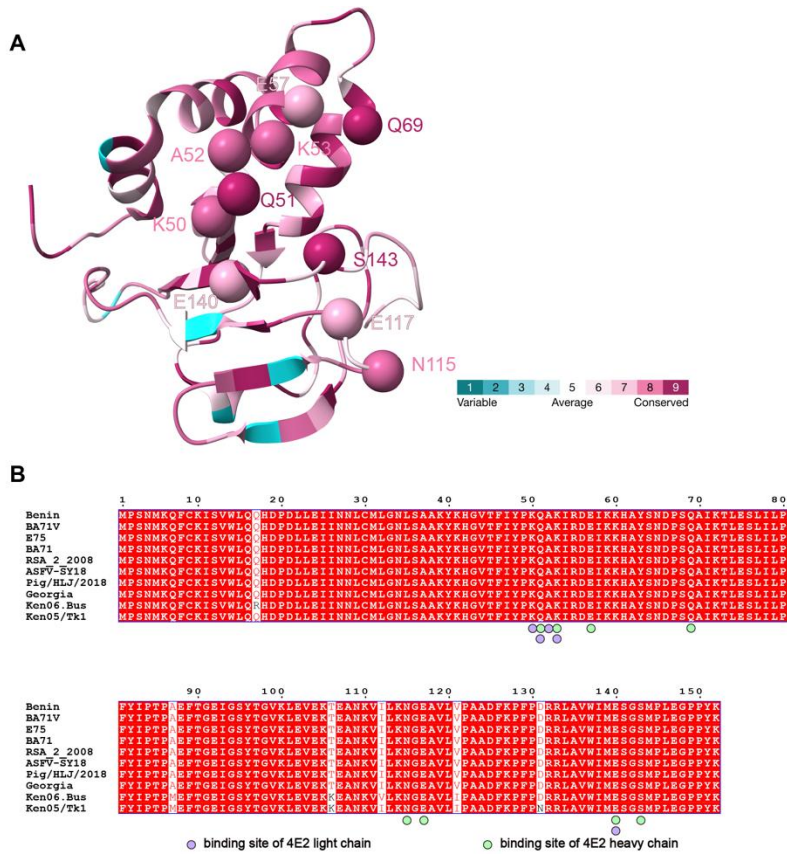 A
E57
Q69
A52
K53
Q51
K50
S143
E140
E117
N115
1 2 3 4 5 6 7 8 9
Variable Average Conserved
B
1 10 20 30 40 50 60 70 80
Benin MPSNMKQFCKISVWLQQHDPDLLEIINNLCMLGNLSAAKYKHGVTFIYPKQAKIRDEIKKHAYSNDPSQAIKTLESLILP
BA71V MPSNMKQFCKISVWLQQHDPDLLEIINNLCMLGNLSAAKYKHGVTFIYPKQAKIRDEIKKHAYSNDPSQAIKTLESLILP
E75 MPSNMKQFCKISVWLQQHDPDLLEIINNLCMLGNLSAAKYKHGVTFIYPKQAKIRDEIKKHAYSNDPSQAIKTLESLILP
BA71 MPSNMKQFCKISVWLQQHDPDLLEIINNLCMLGNLSAAKYKHGVTFIYPKQAKIRDEIKKHAYSNDPSQAIKTLESLILP
RSA_2_2008 MPSNMKQFCKISVWLQQHDPDLLEIINNLCMLGNLSAAKYKHGVTFIYPKQAKIRDEIKKHAYSNDPSQAIKTLESLILP
ASFV-SY18 MPSNMKQFCKISVWLQQHDPDLLEIINNLCMLGNLSAAKYKHGVTFIYPKQAKIRDEIKKHAYSNDPSQAIKTLESLILP
Pig/HLJ/2018 MPSNMKQFCKISVWLQQHDPDLLEIINNLCMLGNLSAAKYKHGVTFIYPKQAKIRDEIKKHAYSNDPSQAIKTLESLILP
Georgia MPSNMKQFCKISVWLQQHDPDLLEIINNLCMLGNLSAAKYKHGVTFIYPKQAKIRDEIKKHAYSNDPSQAIKTLESLILP
Ken06.Bus MPSNMKQFCKISVWLQRHDPDLLEIINNLCMLGNLSAAKYKHGVTFIYPKQAKIRDEIKKHAYSNDPSQAIKTLESLILP
Ken05/Tk1 MPSNMKQFCKISVWLQQHDPDLLEIINNLCMLGNLSAAKYKHGVTFIYPKQAKIRDEIKKHAYSNDPSQAIKTLESLILP
90 100 110 120 130 140 150
Benin FYIPTPAEFTGEIGSYTGVKLEVEKTEANKVILKNGEAVLVPAADFKPFPDRRLAVWIMESGSMPLEGPPYK
BA71V FYIPTPAEFTGEIGSYTGVKLEVEKTEANKVILKNGEAVLVPAADFKPFPDRRLAVWIMESGSMPLEGPPYK
E75 FYIPTPAEFTGEIGSYTGVKLEVEKTEANKVILKNGEAVLVPAADFKPFPDRRLAVWIMESGSMPLEGPPYK
BA71 FYIPTPAEFTGEIGSYTGVKLEVEKTEANKVILKNGEAVLVPAADFKPFPDRRLAVWIMESGSMPLEGPPYK
RSA_2_2008 FYIPTPAEFTGEIGSYTGVKLEVEKTEANKVILKNGEAVLVPAADFKPFPDRRLAVWIMESGSMPLEGPPYK
ASFV-SY18 FYIPTPAEFTGEIGSYTGVKLEVEKTEANKVILKNGEAVLVPAADFKPFPDRRLAVWIMESGSMPLEGPPYK
Pig/HLJ/2018 FYIPTPAEFTGEIGSYTGVKLEVEKTEANKVILKNGEAVLVPAADFKPFPDRRLAVWIMESGSMPLEGPPYK
Georgia FYIPTPAEFTGEIGSYTGVKLEVEKTEANKVILKNGEAVLVPAADFKPFPDRRLAVWIMESGSMPLEGPPYK
Ken06.Bus FYIPTPMEFTGEIGSYTGVKLEVEKKEANKVLLKNGEAVLIPAADFKPFPDRRLAVWIMESGSMPLEGPPYK
Ken05/Tk1 FYIPTPMEFTGEIGSYTGVKLEVEKKEANKVLLKNGEAVLIPAADFKPFPNRRLAVWIMESGSMPLEGPPYK
binding site of 4E2 light chain binding site of 4E2 heavy chain